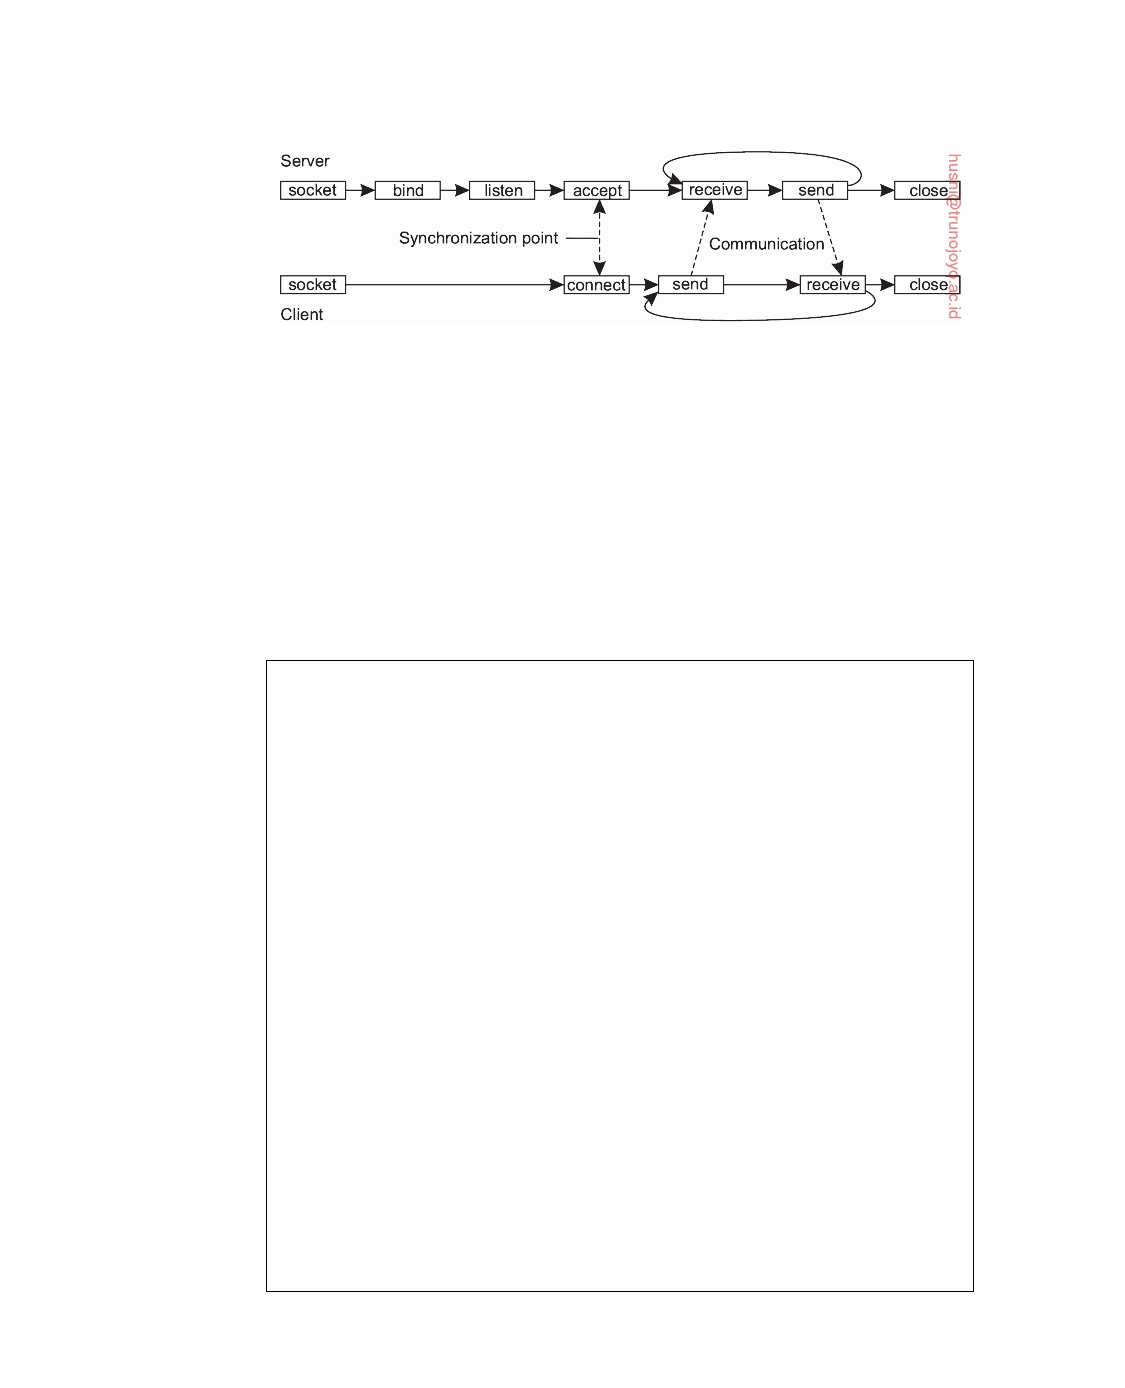 Server
socket bind listen accept receive send close
Synchronization point
Communication
socket connect send receive close
Client
husni@trunojoyo.ac.id